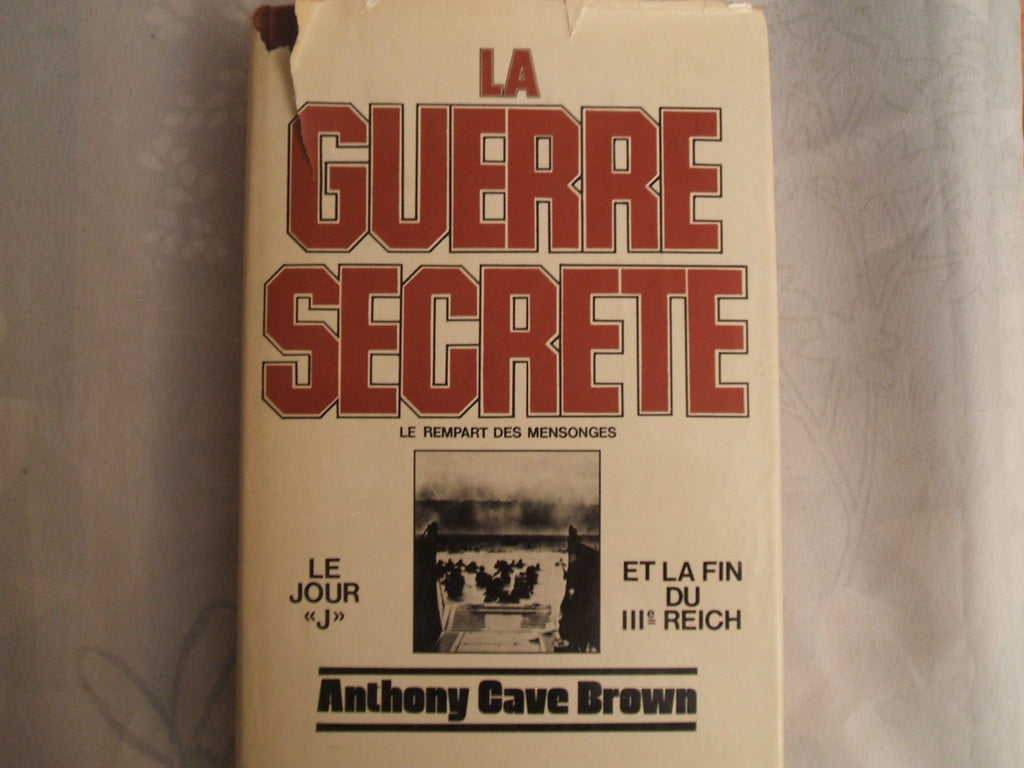 LA
GUERRE
SECRETE
LE REMPART DES MENSONGES
LE
JOUR
«J»
ET LA FIN
DU
IIIe REICH
Anthony Cave Brown